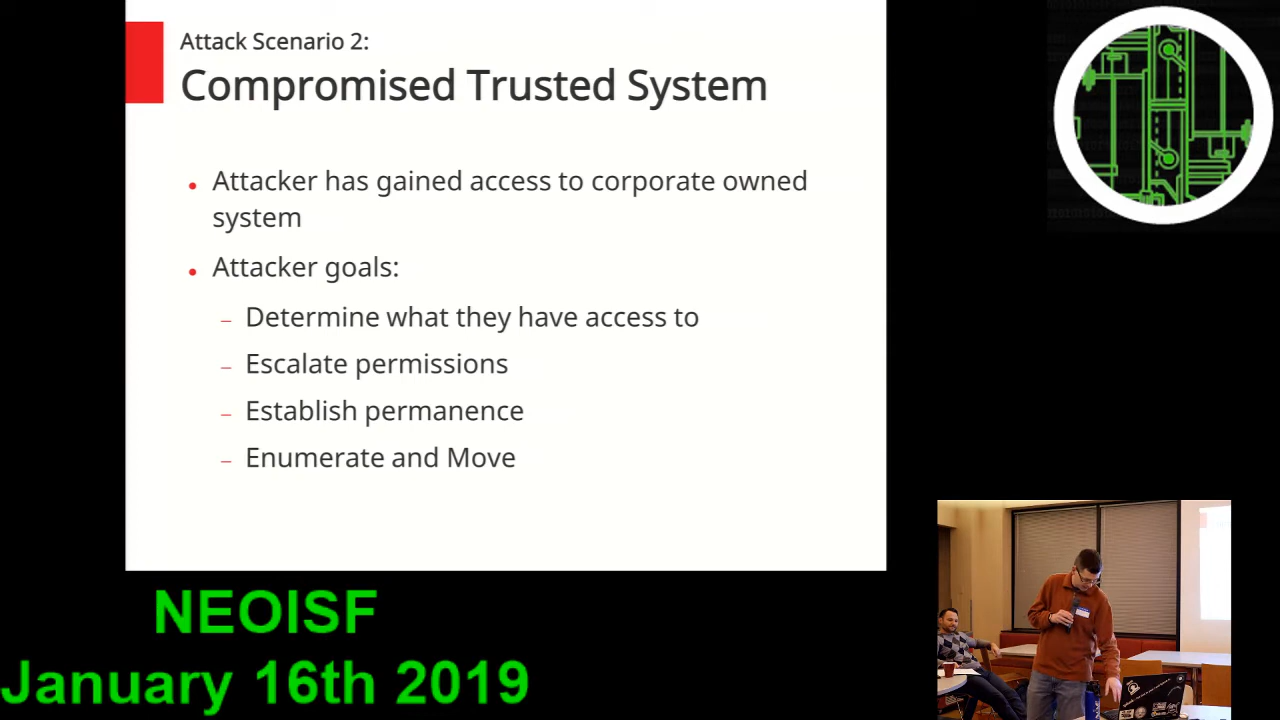 Attack Scenario 2:
Compromised Trusted System
• Attacker has gained access to corporate owned
system
• Attacker goals:
– Determine what they have access to
– Escalate permissions
– Establish permanence
– Enumerate and Move
NEOISF
January 16th 2019